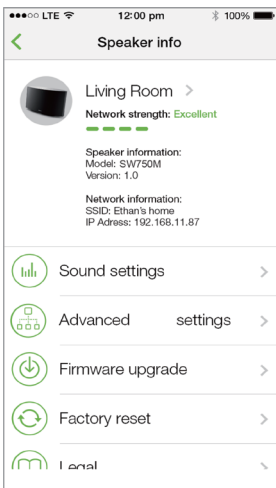 LTE 12:00 pm 100%
Speaker info
Living Room
Network strength: Excellent
Speaker information:
Model: SW750M
Version: 1.0
Network information:
SSID: Ethan's home
IP Adress: 192.168.11.87
Sound settings
Advanced settings
Firmware upgrade
Factory reset
Legal